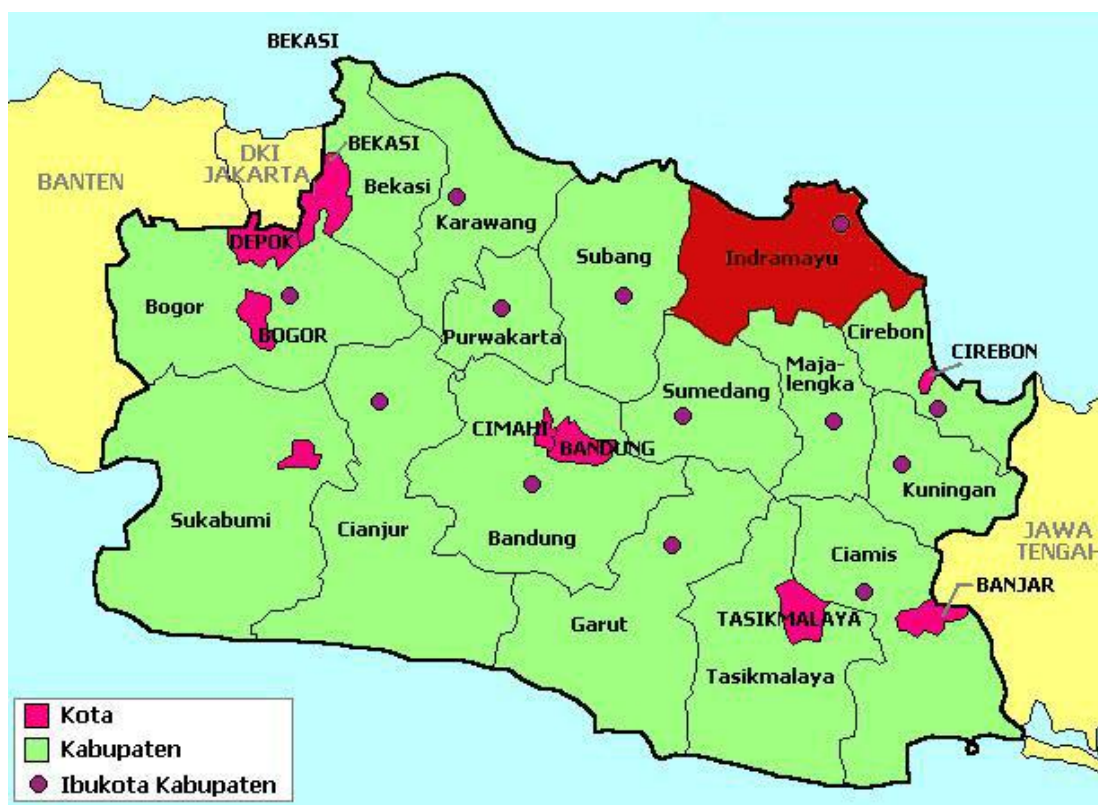 BEKASI
BEKASI
DKI
JAKARTA
BANTEN
Bekasi
Karawang
DEPOK
Subang
Indramayu
Bogor
BOGOR
Purwakarta
Cirebon
CIREBON
Maja-
lengka
Sumedang
CIMAHI
BANDUNG
Kuningan
Sukabumi
Cianjur
Bandung
JAWA
TENGAH
Ciamis
BANJAR
Garut
TASIKMALAYA
Tasikmalaya
Kota
Kabupaten
Ibukota Kabupaten